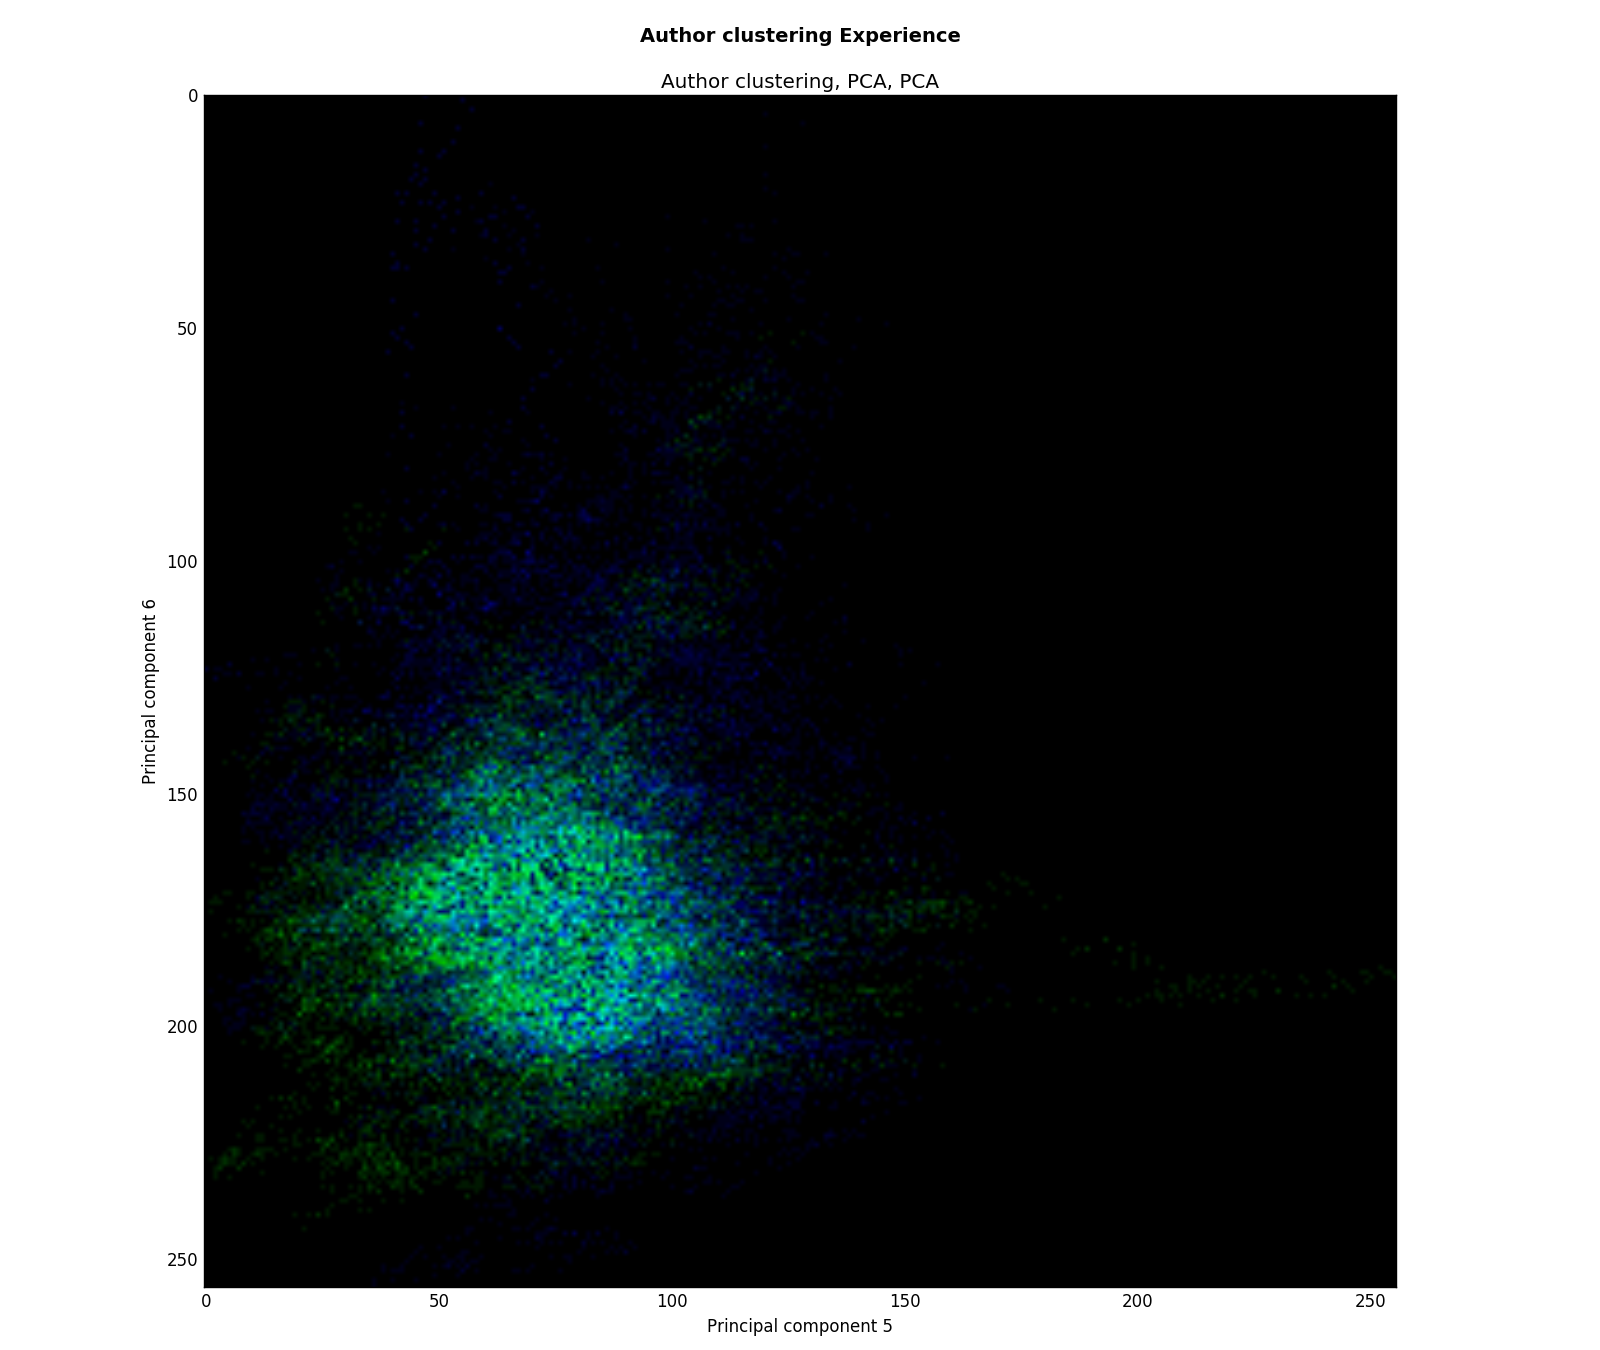 Author clustering Experience
Author clustering, PCA, PCA
0
50
100
150
200
250
Principal component 6
0 50 100 150 200 250
Principal component 5